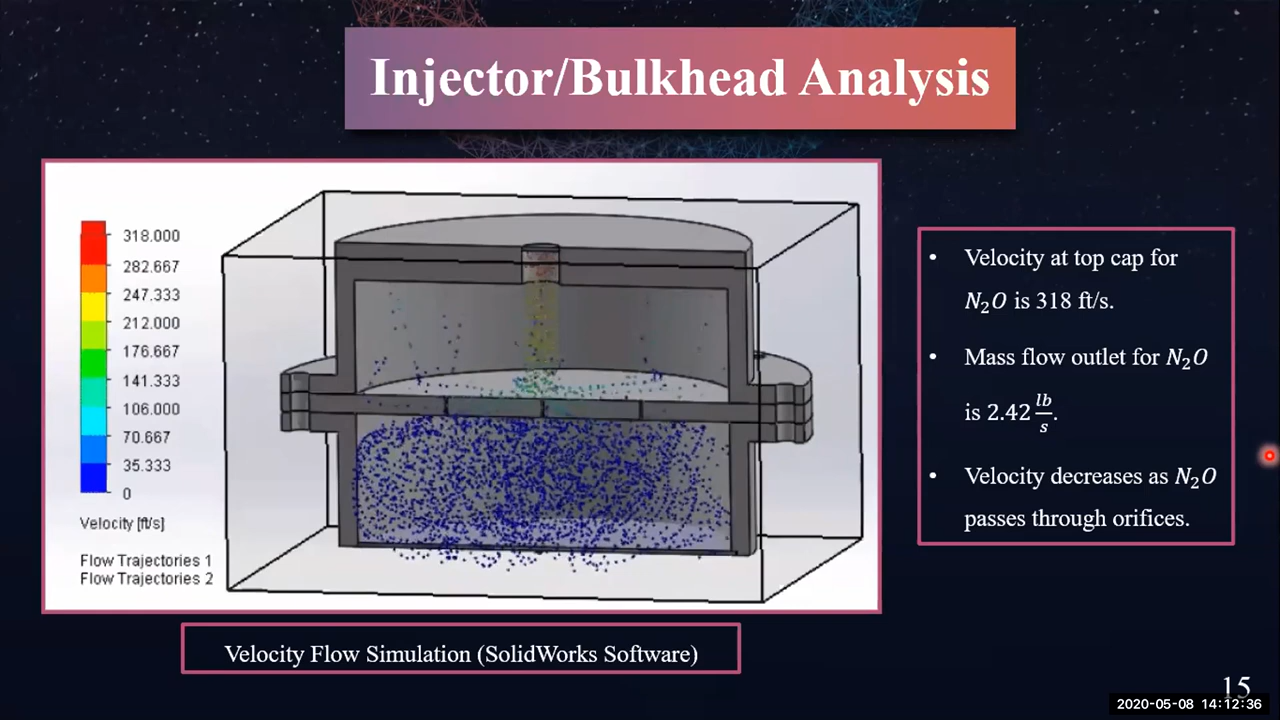 Injector/Bulkhead Analysis
318.000
282.667
247.333
212.000
176.667
141.333
106.000
70.667
35.333
0
Velocity [ft/s]
Flow Trajectories 1
Flow Trajectories 2
• Velocity at top cap for
N₂O is 318 ft/s.
• Mass flow outlet for N₂O
is 2.42 lb/s.
• Velocity decreases as N₂O
passes through orifices.
Velocity Flow Simulation (SolidWorks Software)
15
2020-05-08 14:12:36